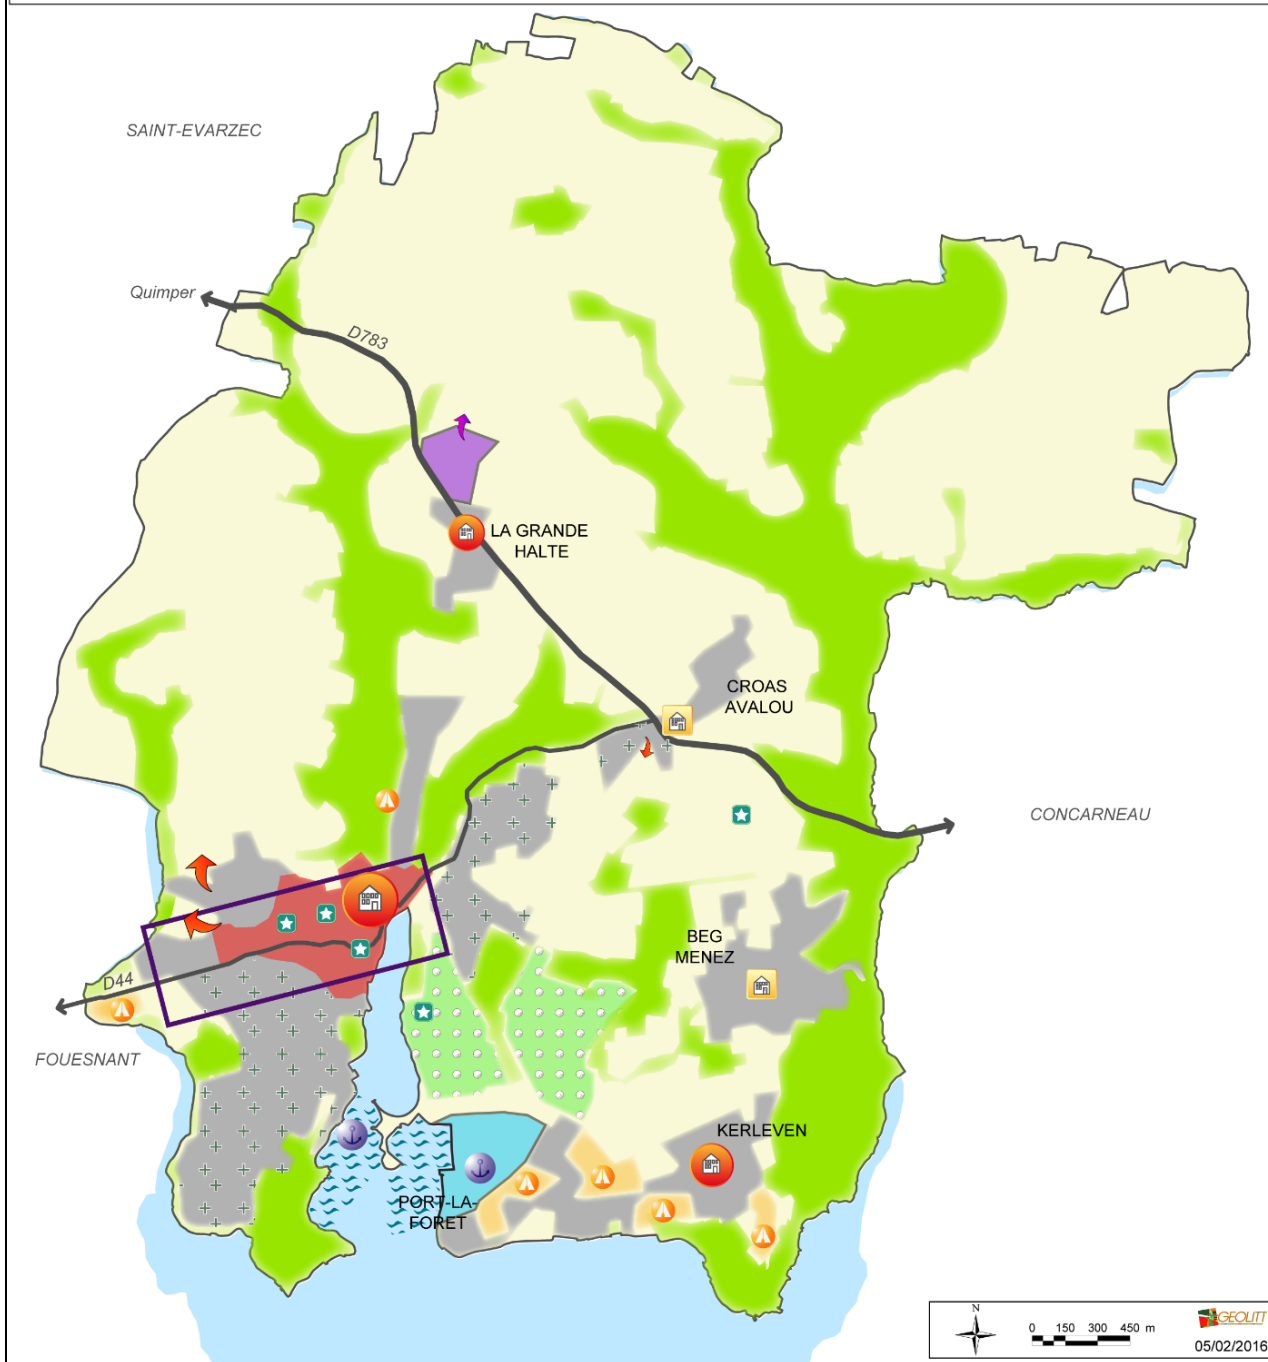 SAINT-EVARZEC
Quimper
D783
LA GRANDE
HALTE
CROAS
AVALOU
CONCARNEAU
BEG
MENEZ
D44
FOUESNANT
KERLEVEN
PORT-LA-
FORET
N
0 150 300 450 m
GEOLITT
05/02/2016